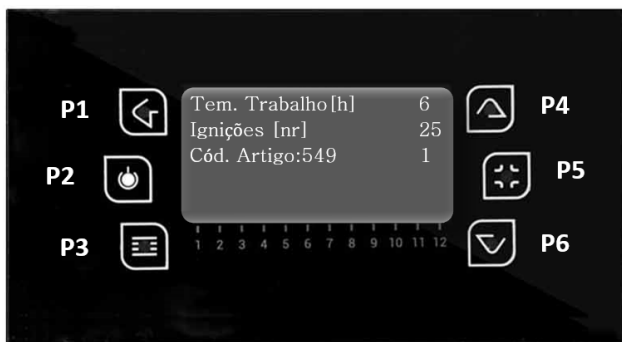 P1
P2
P3
Tem. Trabalho[h] 6
Ignições [nr] 25
Cód. Artigo:549 1
1 2 3 4 5 6 7 8 9 10 11 12
P4
P5
P6